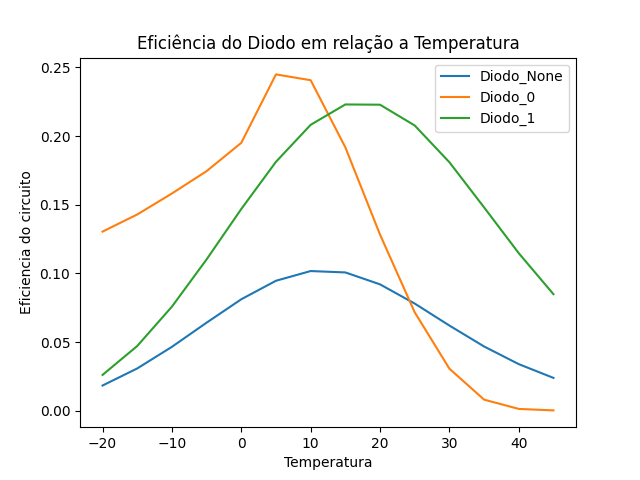 Eficiência do Diodo em relação a Temperatura
Eficiencia do circuito
0.25
0.20
0.15
0.10
0.05
0.00
Diodo_None
Diodo_0
Diodo_1
−20
−10
0
10
20
30
40
Temperatura